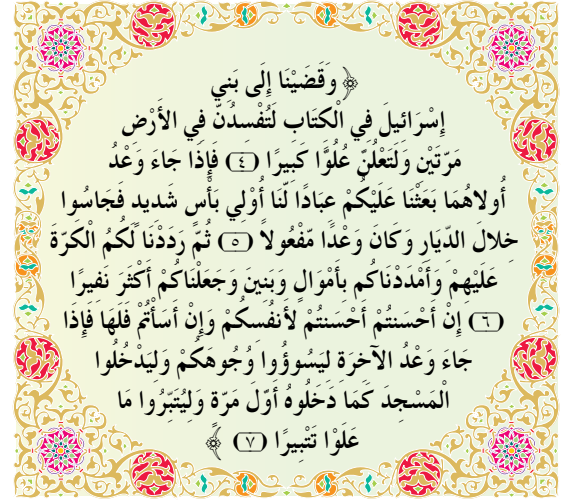 ﴿ وَقَضَيْنَا إِلَى بَنِي
إِسْرَائِيلَ فِي الْكِتَابِ لَتُفْسِدُنَّ فِي الأَرْضِ
مَرَّتَيْنِ وَلَتَعْلُنَّ عُلُوًّا كَبِيرًا (٤) فَإِذَا جَاءَ وَعْدُ
أُولاهُمَا بَعَثْنَا عَلَيْكُمْ عِبَادًا لَّنَا أُوْلِي بَأْسٍ شَدِيدٍ فَجَاسُوا
خِلالَ الدِّيَارِ وَكَانَ وَعْدًا مَّفْعُولاً (٥) ثُمَّ رَدَدْنَا لَكُمُ الْكَرَّةَ
عَلَيْهِمْ وَأَمْدَدْنَاكُم بِأَمْوَالٍ وَبَنِينَ وَجَعَلْنَاكُمْ أَكْثَرَ نَفِيرًا
(٦) إِنْ أَحْسَنتُمْ أَحْسَنتُمْ لأَنفُسِكُمْ وَإِنْ أَسَأْتُمْ فَلَهَا فَإِذَا
جَاءَ وَعْدُ الآخِرَةِ لِيَسُوؤُوا وُجُوهَكُمْ وَلِيَدْخُلُوا
الْمَسْجِدَ كَمَا دَخَلُوهُ أَوَّلَ مَرَّةٍ وَلِيُتَبِّرُوا مَا
عَلَوْا تَتْبِيرًا (٧) ﴾